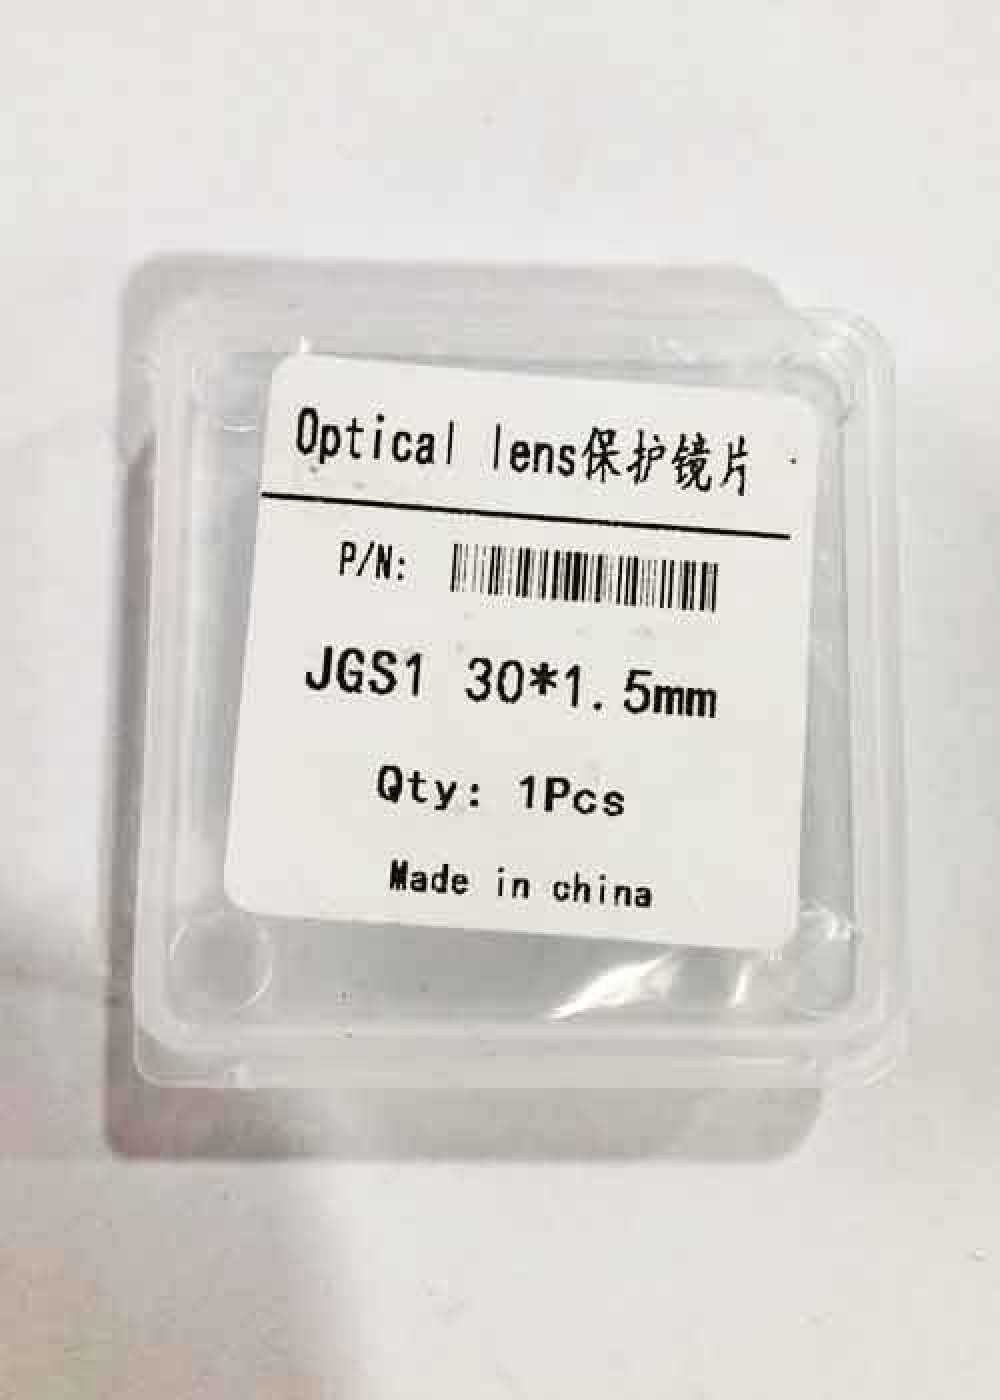 Optical lens保护镜片
P/N:
JGS1 30*1.5mm
Qty: 1Pcs
Made in china